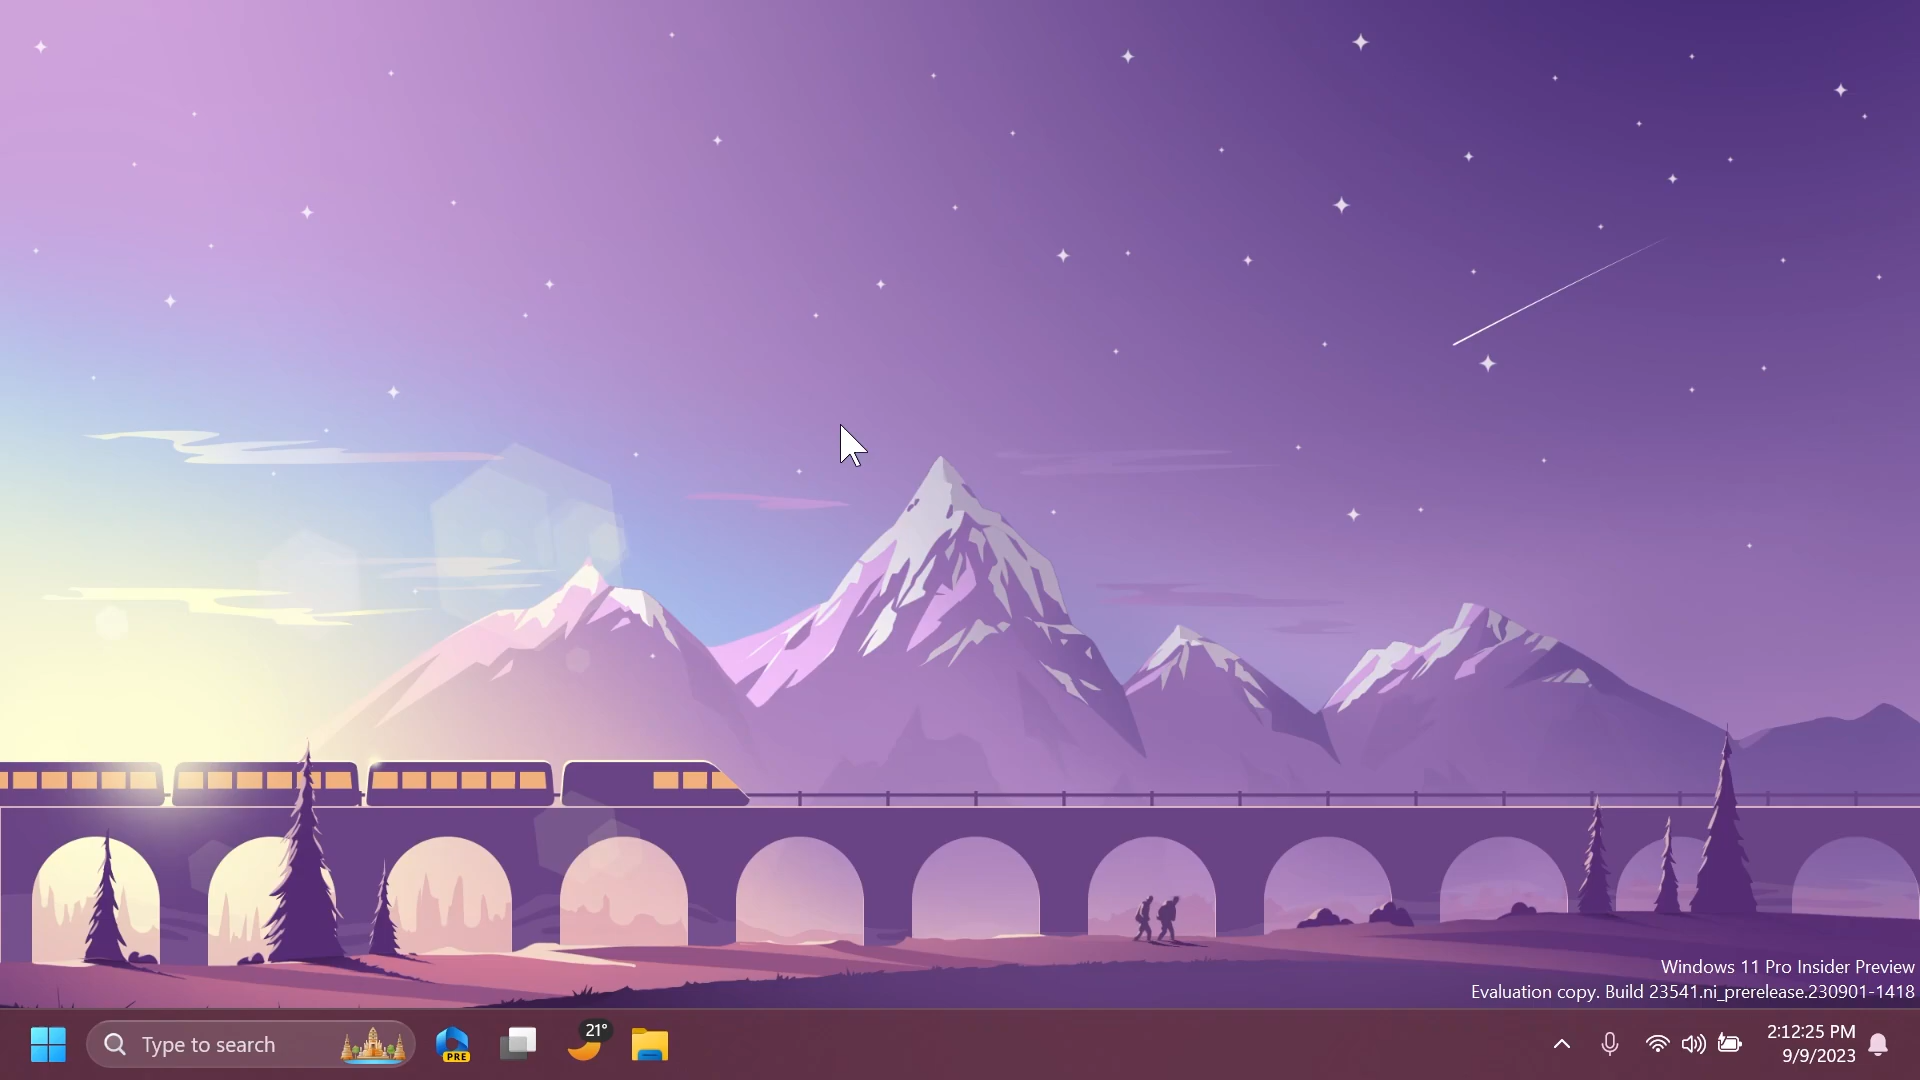 Windows 11 Pro Insider Preview
Evaluation copy. Build 23541.ni_prerelease.230901-1418
Type to search
PRE
21°
2:12:25 PM
9/9/2023